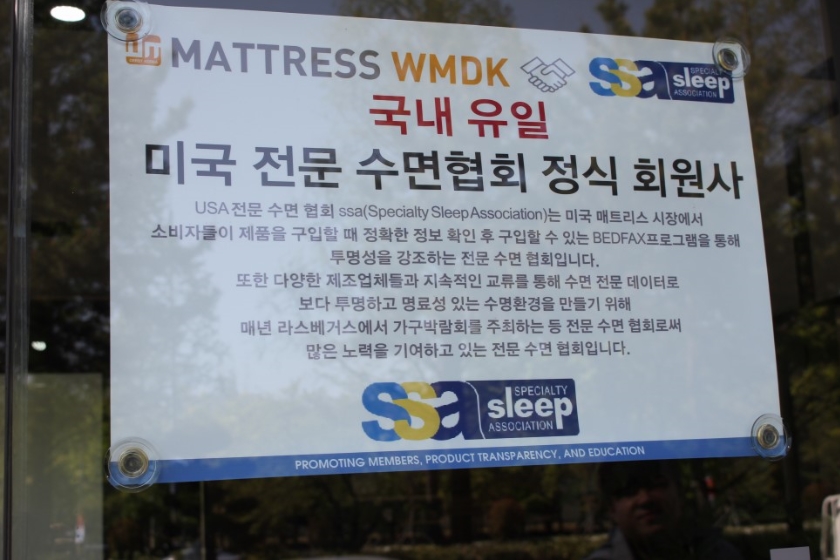 MATTRESS WMDK
ssa SPECIALTY sleep ASSOCIATION
국내 유일
미국 전문 수면협회 정식 회원사
USA 전문 수면 협회 ssa(Specialty Sleep Association)는 미국 매트리스 시장에서
소비자들이 제품을 구입할 때 정확한 정보 확인 후 구입할 수 있는 BEDFAX프로그램을 통해
투명성을 강조하는 전문 수면 협회입니다.
또한 다양한 제조업체들과 지속적인 교류를 통해 수면 전문 데이터로
보다 투명하고 명료성 있는 수명환경을 만들기 위해
매년 라스베거스에서 가구박람회를 주최하는 등 전문 수면 협회로써
많은 노력을 기여하고 있는 전문 수면 협회입니다.
ssa SPECIALTY sleep ASSOCIATION
PROMOTING MEMBERS, PRODUCT TRANSPARENCY, AND EDUCATION